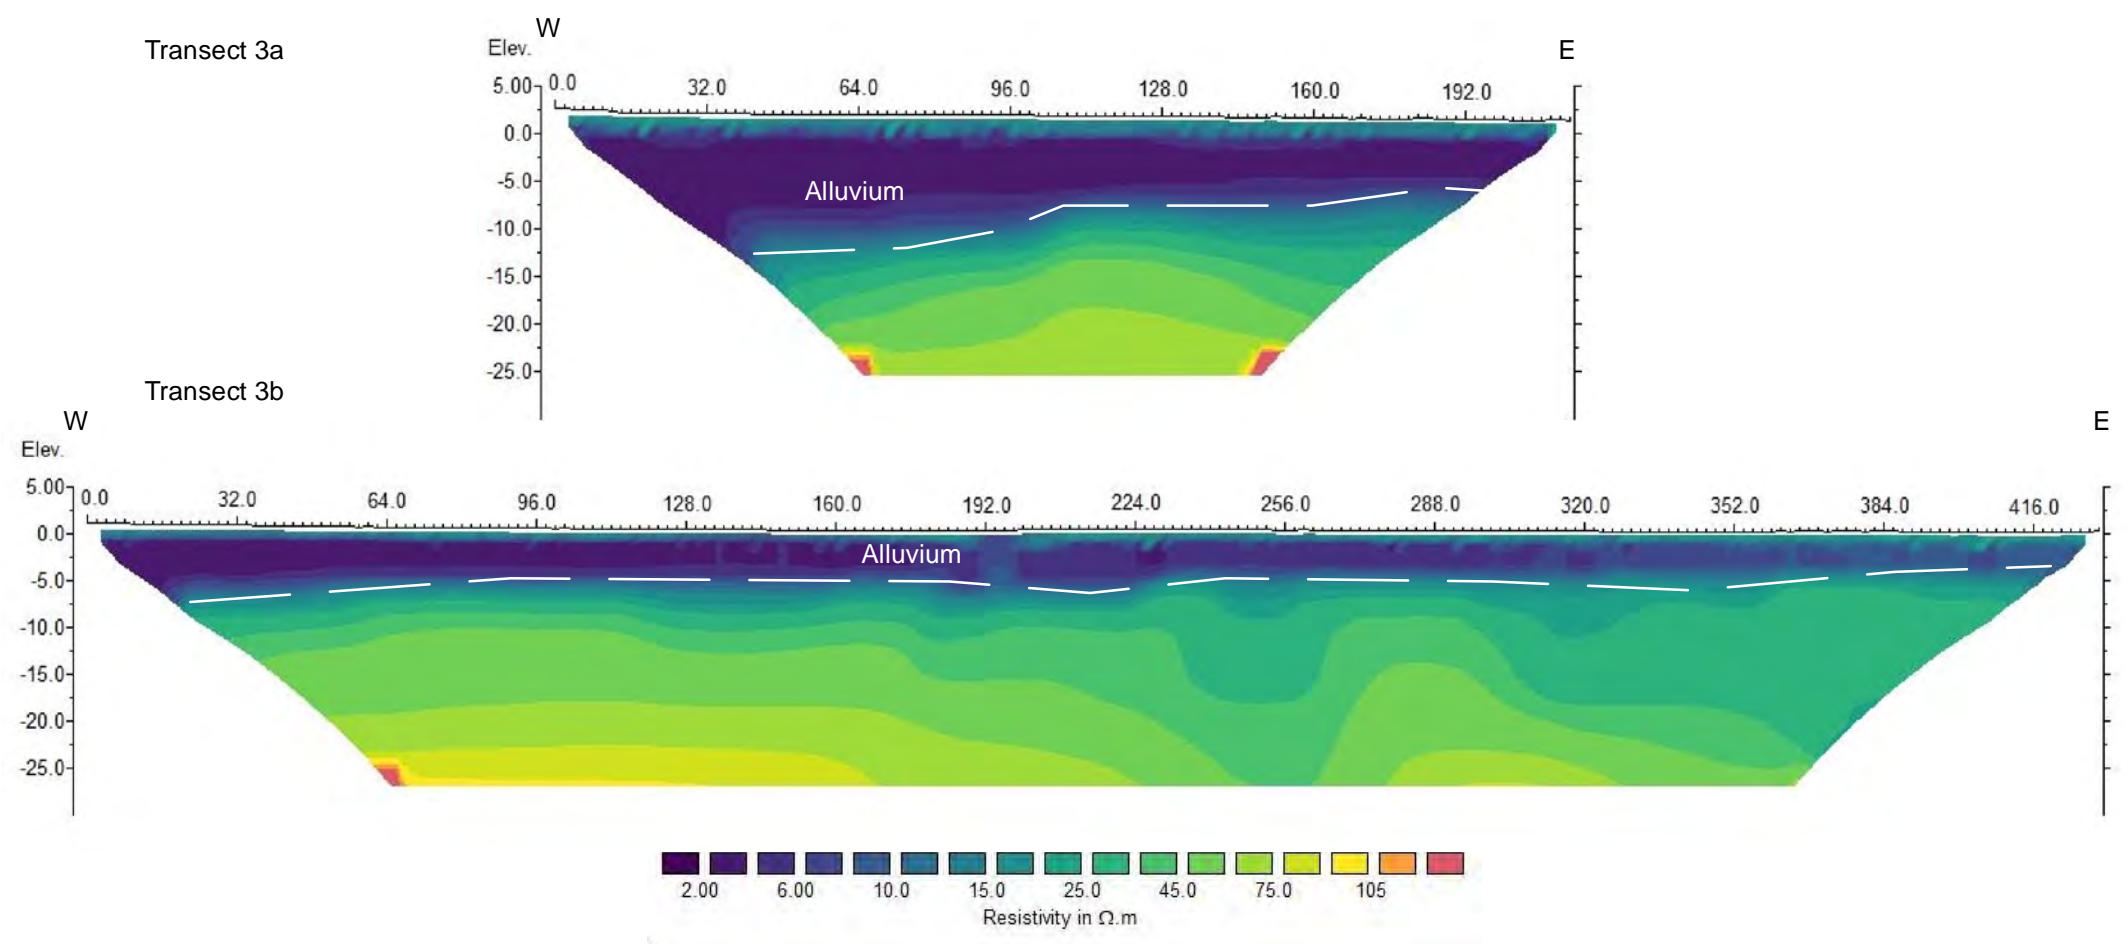 W
Transect 3a
Elev.
E
5.00 0.0 32.0 64.0 96.0 128.0 160.0 192.0
0.0
-5.0
Alluvium
-10.0
-15.0
-20.0
-25.0
Transect 3b
W
E
Elev.
5.00 0.0 32.0 64.0 96.0 128.0 160.0 192.0 224.0 256.0 288.0 320.0 352.0 384.0 416.0
0.0
Alluvium
-5.0
-10.0
-15.0
-20.0
-25.0
2.00 6.00 10.0 15.0 25.0 45.0 75.0 105
Resistivity in Ω.m